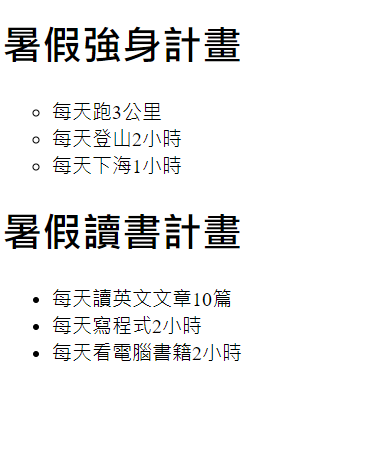 暑假強身計畫
每天跑3公里
每天登山2小時
每天下海1小時
暑假讀書計畫
每天讀英文文章10篇
每天寫程式2小時
每天看電腦書籍2小時